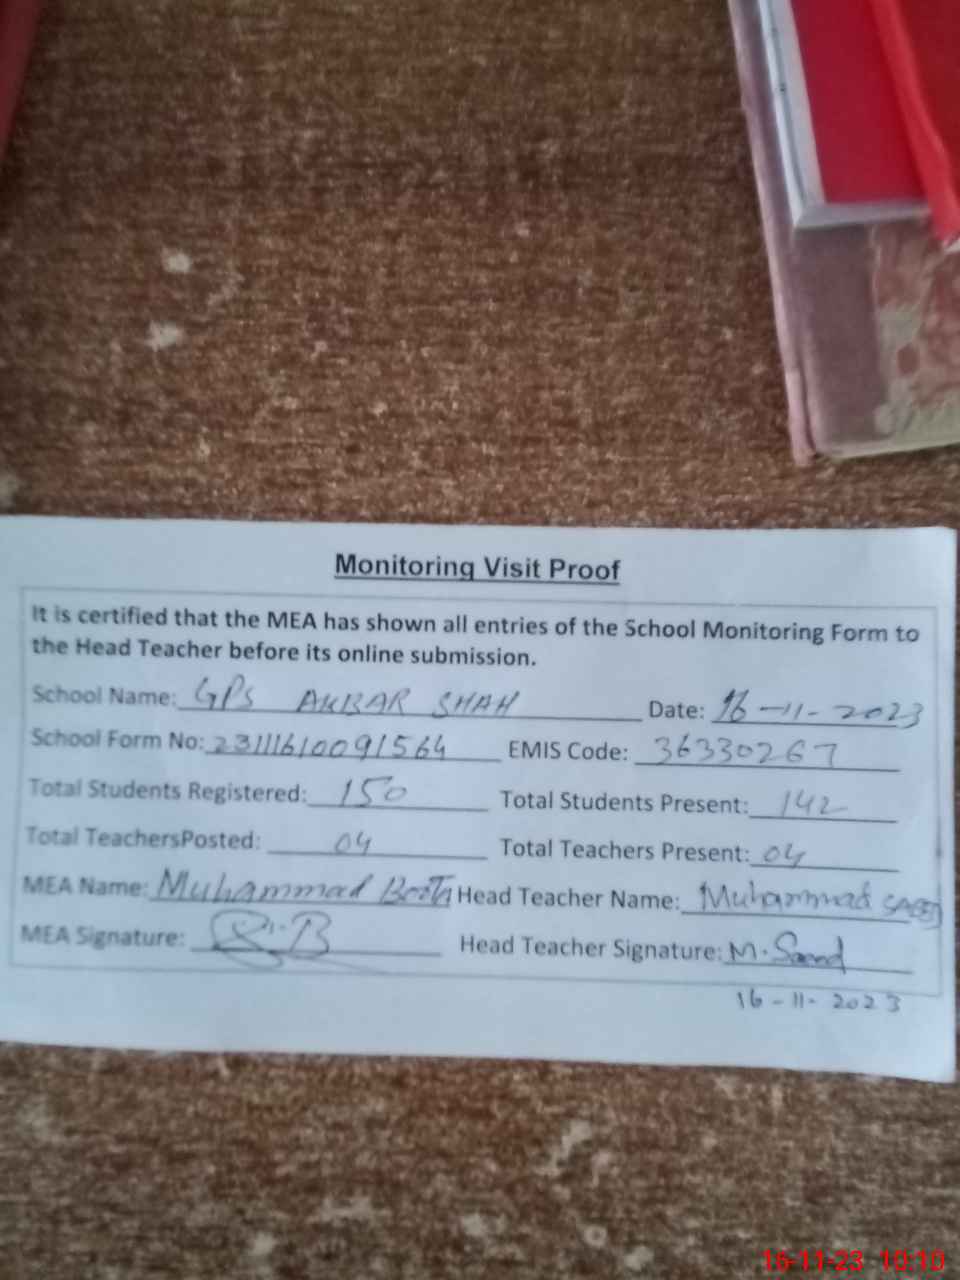 Monitoring Visit Proof
It is certified that the MEA has shown all entries of the School Monitoring Form to
the Head Teacher before its online submission.
School Name: GPS AKBAR SHAH Date: 16-11-2023
School Form No: 23111610091564 EMIS Code: 36330267
Total Students Registered: 150 Total Students Present: 142
Total TeachersPosted: 04 Total Teachers Present: 04
MEA Name: Muhammad Boota Head Teacher Name: Muhammad
MEA Signature: Head Teacher Signature: M. Saeed
16-11-2023
16-11-23 10:10